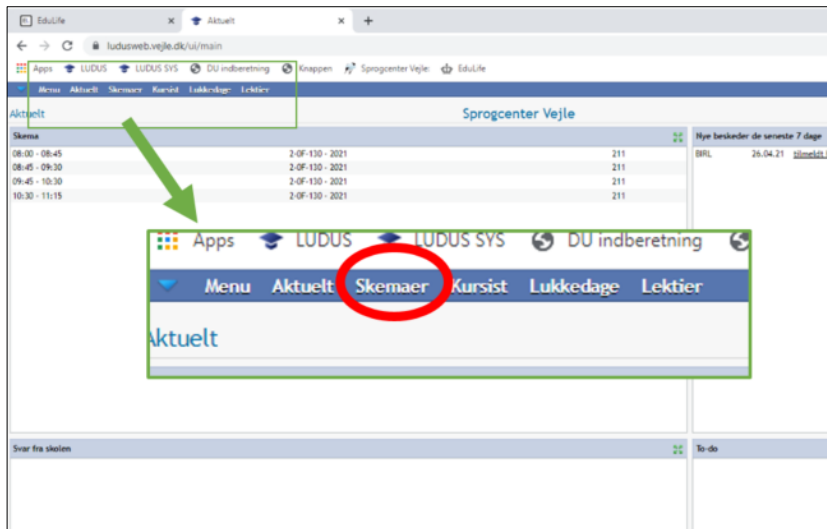 EduLife
Aktuelt
ludusweb.vejle.dk/ui/main
Apps LUDUS LUDUS SYS DU indberetning Knappen Sprogcenter Vejle: EduLife
Menu Aktuelt Skemaer Kursist Lukkedage Lektier
Aktuelt Sprogcenter Vejle
Skema Nye beskeder de seneste 7 dage
08:00 - 08:45 2-0F-130 - 2021 211 BIRL 26.04.21
08:45 - 09:30 2-0F-130 - 2021 211
09:45 - 10:30 2-0F-130 - 2021 211
10:30 - 11:15 2-0F-130 - 2021 211
Apps LUDUS LUDUS SYS DU indberetning
Menu Aktuelt Skemaer Kursist Lukkedage Lektier
Aktuelt
Svar fra skolen To-do